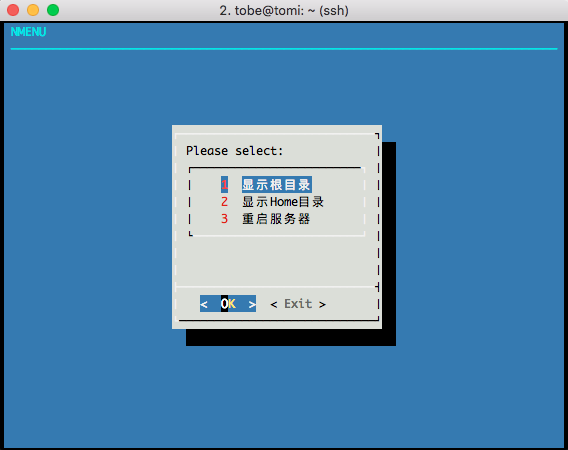 2. tobe@tomi: ~ (ssh)
NMENU
Please select:
1 显示根目录
2 显示Home目录
3 重启服务器
< OK > < Exit >